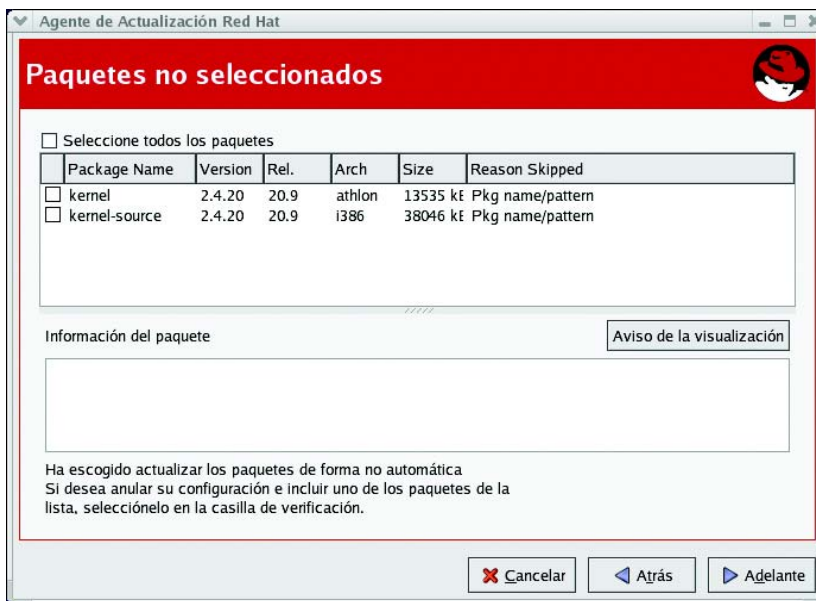 Agente de Actualización Red Hat
Paquetes no seleccionados
Seleccione todos los paquetes
Package Name Version Rel. Arch Size Reason Skipped
kernel 2.4.20 20.9 athlon 13535 kE Pkg name/pattern
kernel-source 2.4.20 20.9 i386 38046 kE Pkg name/pattern
Información del paquete
Aviso de la visualización
Ha escogido actualizar los paquetes de forma no automática
Si desea anular su configuración e incluir uno de los paquetes de la
lista, selecciónelo en la casilla de verificación.
Cancelar Atrás Adelante